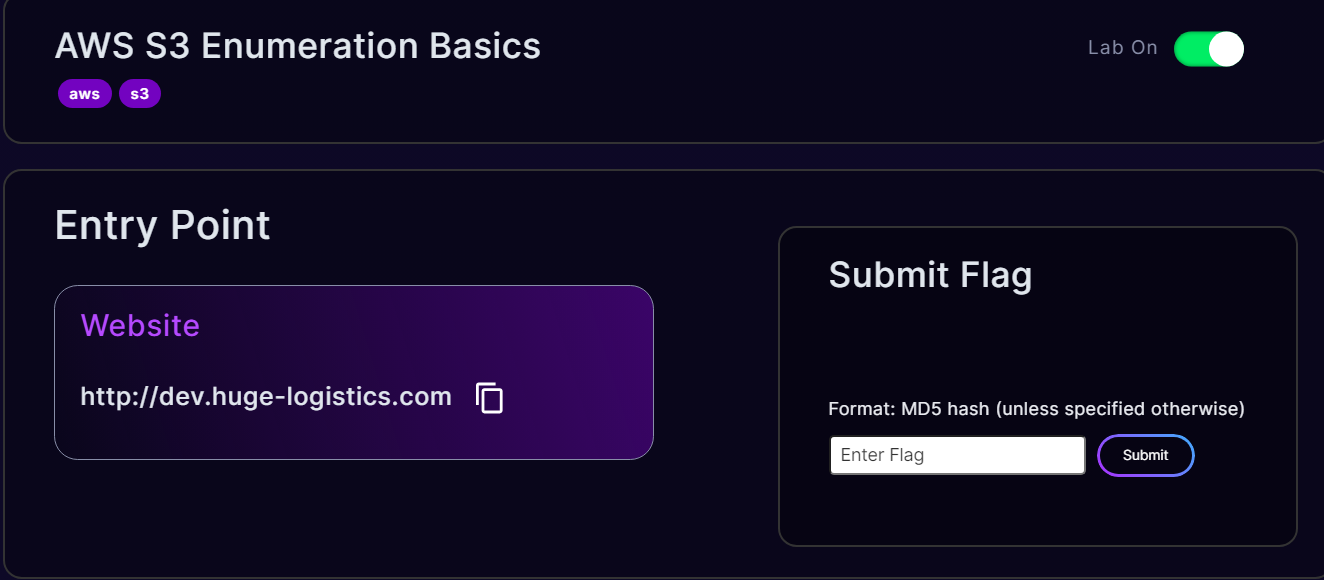 AWS S3 Enumeration Basics
Lab On
aws s3
Entry Point
Website
http://dev.huge-logistics.com
Submit Flag
Format: MD5 hash (unless specified otherwise)
Enter Flag
Submit